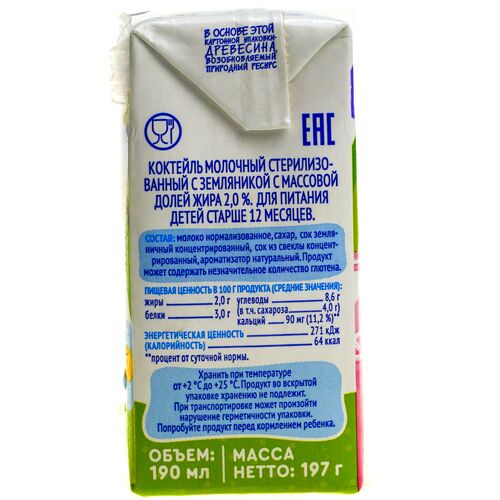 В ОСНОВЕ ЭТОЙ
КАРТОННОЙ УПАКОВКИ-
ДРЕВЕСИНА,
ВОЗОБНОВЛЯЕМЫЙ
ПРИРОДНЫЙ РЕСУРС
ЕАС
КОКТЕЙЛЬ МОЛОЧНЫЙ СТЕРИЛИЗО-
ВАННЫЙ С ЗЕМЛЯНИКОЙ С МАССОВОЙ
ДОЛЕЙ ЖИРА 2,0 %. ДЛЯ ПИТАНИЯ
ДЕТЕЙ СТАРШЕ 12 МЕСЯЦЕВ.
СОСТАВ: молоко нормализованное, сахар, сок земля-
ничный концентрированный, сок из свеклы концент-
рированный, ароматизатор натуральный. Продукт
может содержать незначительное количество глютена.
ПИЩЕВАЯ ЦЕННОСТЬ В 100 Г ПРОДУКТА (СРЕДНИЕ ЗНАЧЕНИЯ):
жиры 2,0 г углеводы 8,6 г
белки 3,0 г (в т.ч. сахароза 4,0 г)
кальций 90 мг (11,2 %)**
ЭНЕРГЕТИЧЕСКАЯ ЦЕННОСТЬ 271 кДж
(КАЛОРИЙНОСТЬ) 64 ккал
**процент от суточной нормы.
Хранить при температуре
от +2 °С до +25 °С. Продукт во вскрытой
упаковке хранению не подлежит.
При транспортировке может произойти
нарушение герметичности упаковки.
Попробуйте продукт перед кормлением ребенка.
ОБЪЕМ: МАССА
190 МЛ НЕТТО: 197 г